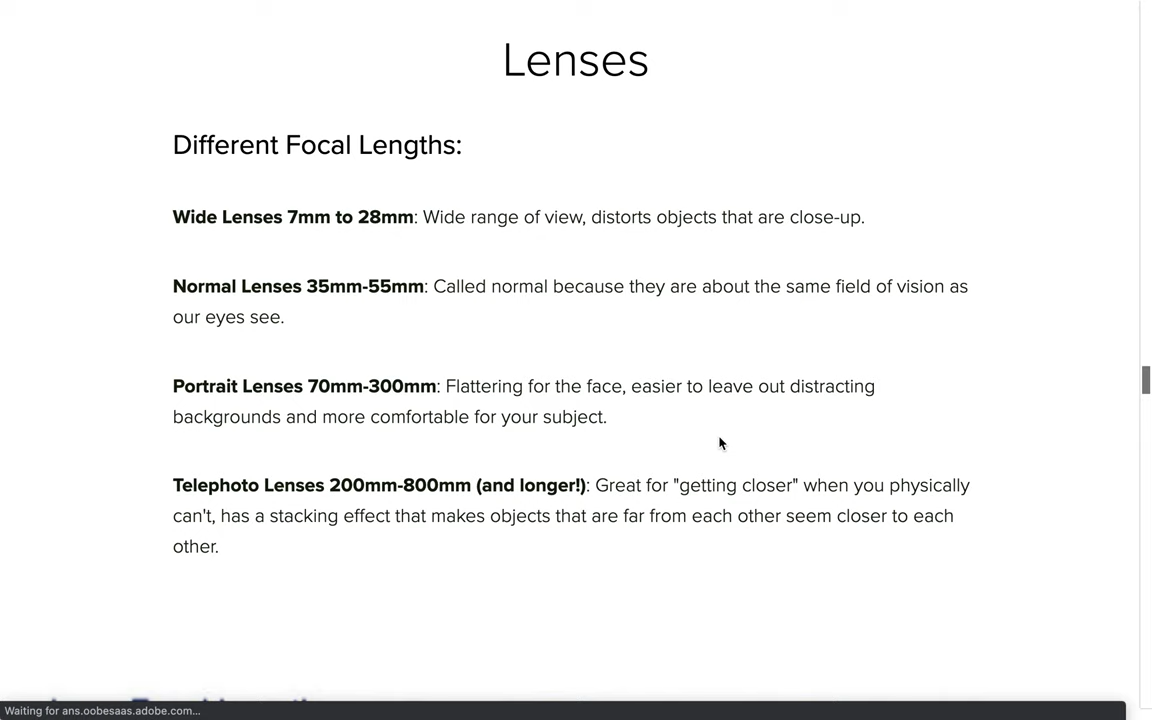 Lenses
Different Focal Lengths:
Wide Lenses 7mm to 28mm: Wide range of view, distorts objects that are close-up.
Normal Lenses 35mm-55mm: Called normal because they are about the same field of vision as
our eyes see.
Portrait Lenses 70mm-300mm: Flattering for the face, easier to leave out distracting
backgrounds and more comfortable for your subject.
Telephoto Lenses 200mm-800mm (and longer!): Great for "getting closer" when you physically
can't, has a stacking effect that makes objects that are far from each other seem closer to each
other.
Waiting for ans.oobesaas.adobe.com...